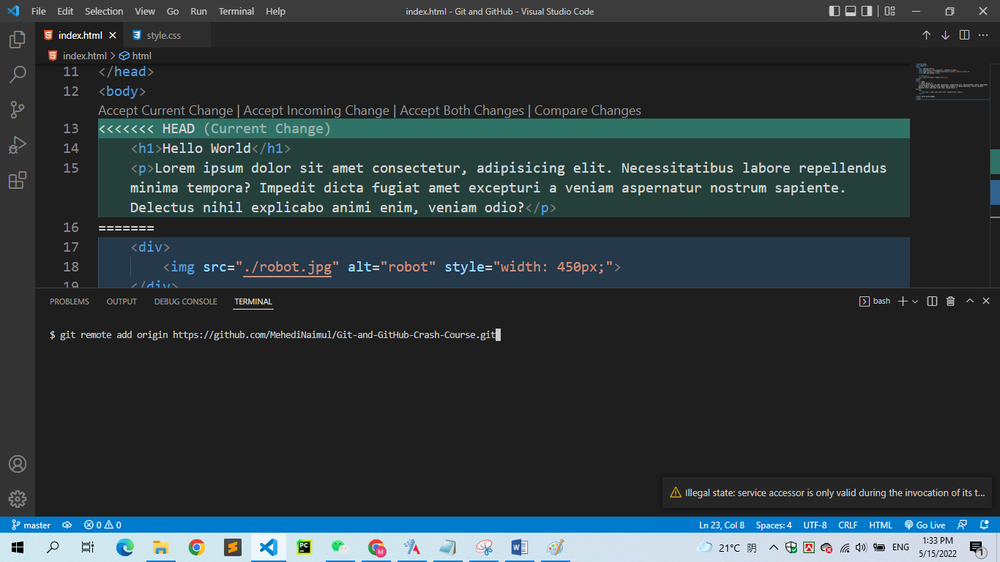 File Edit Selection View Go Run Terminal Help index.html - Git and GitHub - Visual Studio Code
index.html style.css
index.html > html
11 </head>
12 <body>
Accept Current Change | Accept Incoming Change | Accept Both Changes | Compare Changes
13 <<<<<<< HEAD (Current Change)
14 <h1>Hello World</h1>
15 <p>Lorem ipsum dolor sit amet consectetur, adipisicing elit. Necessitatibus labore repellendus
minima tempora? Impedit dicta fugiat amet excepturi a veniam aspernatur nostrum sapiente.
Delectus nihil explicabo animi enim, veniam odio?</p>
16 =======
17 <div>
18 <img src="./robot.jpg" alt="robot" style="width: 450px;">
19 </div>
PROBLEMS OUTPUT DEBUG CONSOLE TERMINAL bash
$ git remote add origin https://github.com/MehediNaimul/Git-and-GitHub-Crash-Course.git
Illegal state: service accessor is only valid during the invocation of its t...
master 0 0 Ln 23, Col 8 Spaces: 4 UTF-8 CRLF HTML Go Live
21°C 阴 ENG
1:33 PM
5/15/2022
1